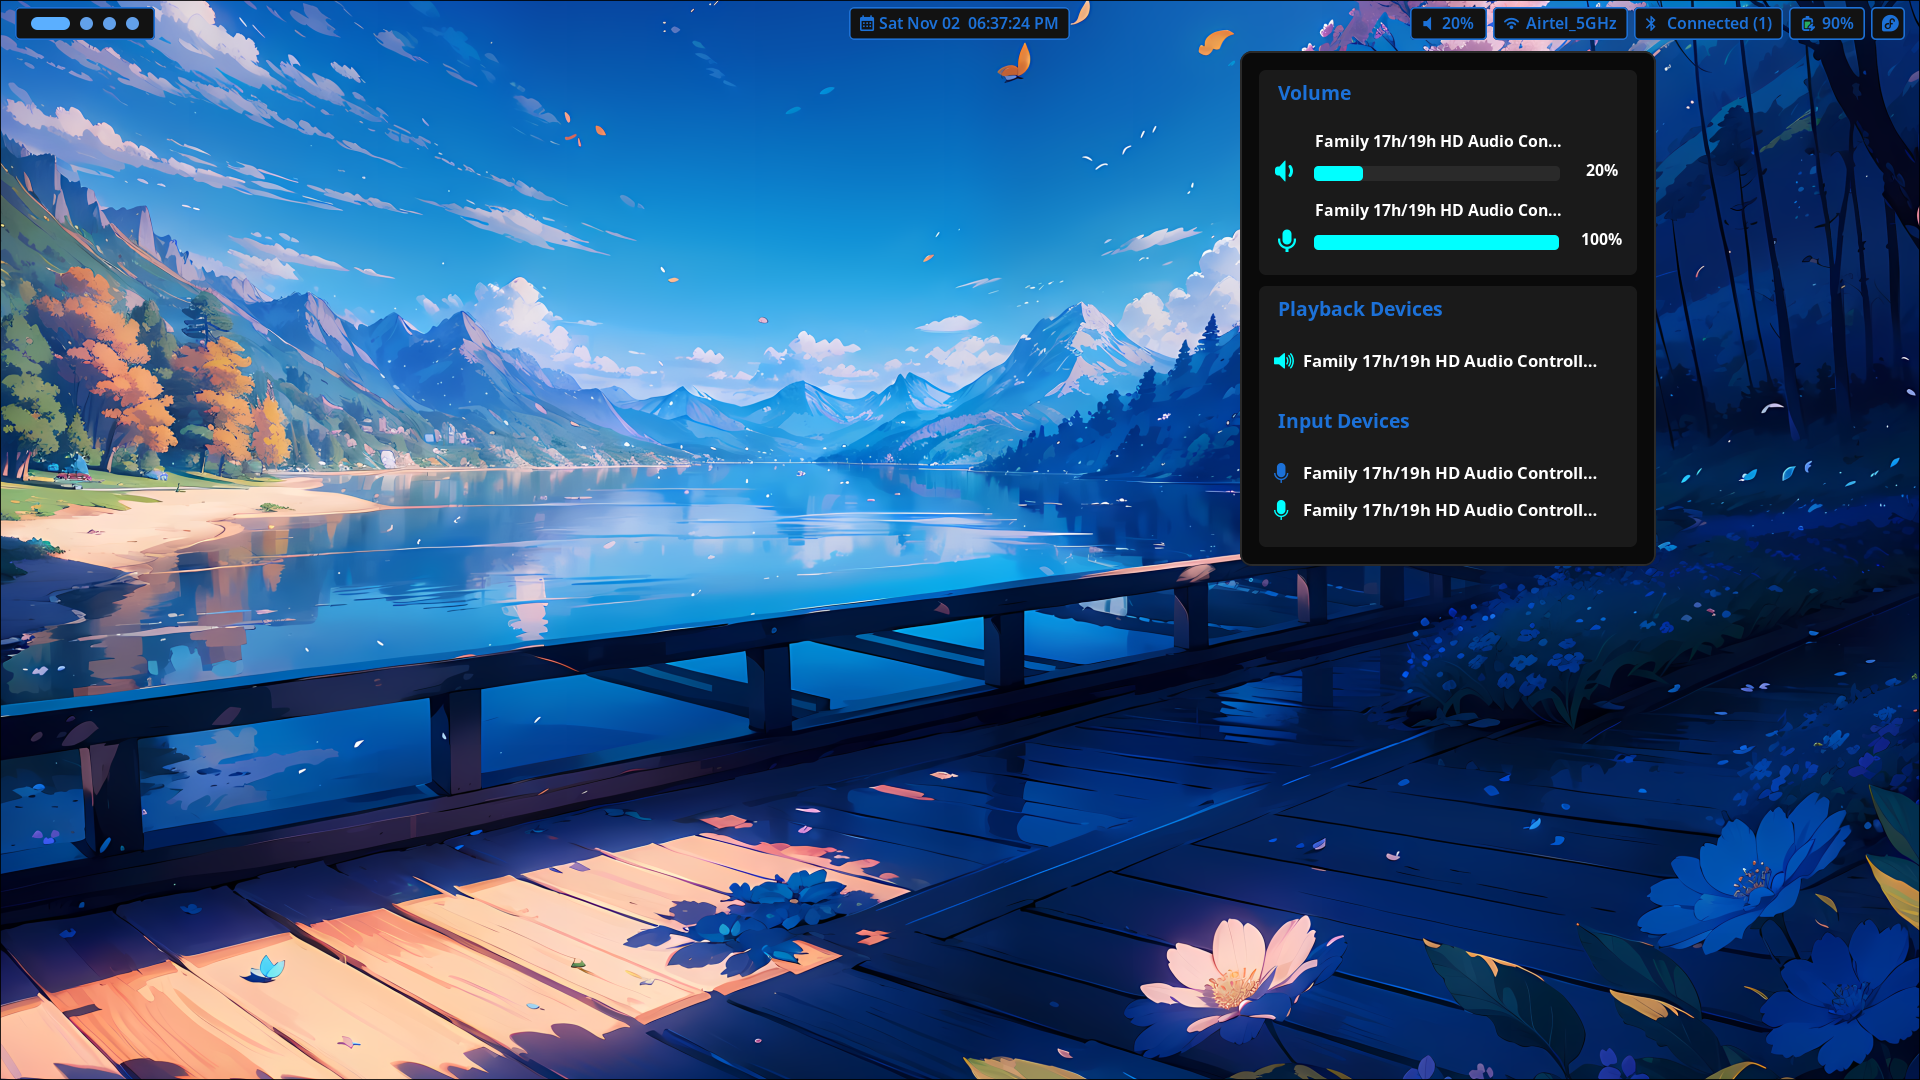 Sat Nov 02  06:37:24 PM
20%
Airtel_5GHz
Connected (1)
90%
Volume
Family 17h/19h HD Audio Con...
20%
Family 17h/19h HD Audio Con...
100%
Playback Devices
Family 17h/19h HD Audio Controll...
Input Devices
Family 17h/19h HD Audio Controll...
Family 17h/19h HD Audio Controll...